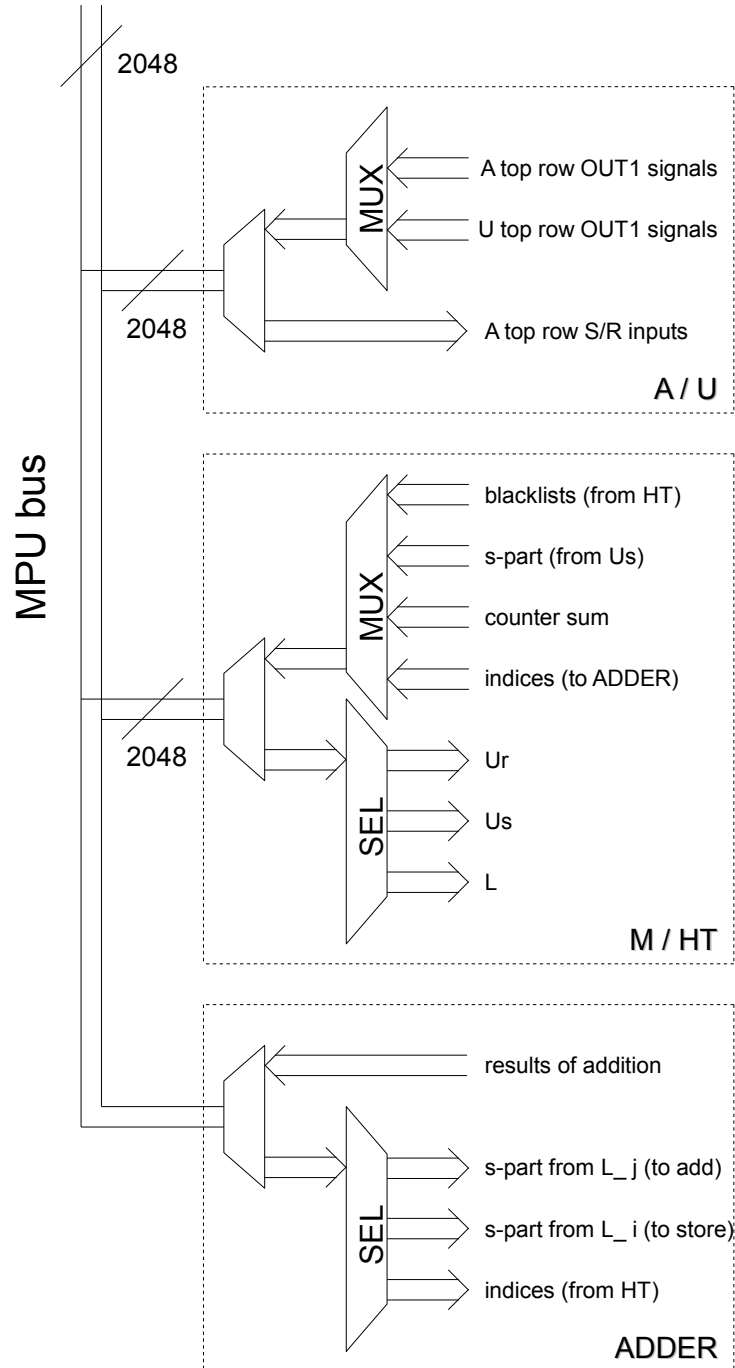 2048
MUX
A top row OUT1 signals
U top row OUT1 signals
2048
A top row S/R inputs
A / U
MPU bus
blacklists (from HT)
s-part (from Us)
MUX
counter sum
indices (to ADDER)
2048
Ur
SEL
Us
L
M / HT
results of addition
s-part from L_ j (to add)
SEL
s-part from L_ i (to store)
indices (from HT)
ADDER